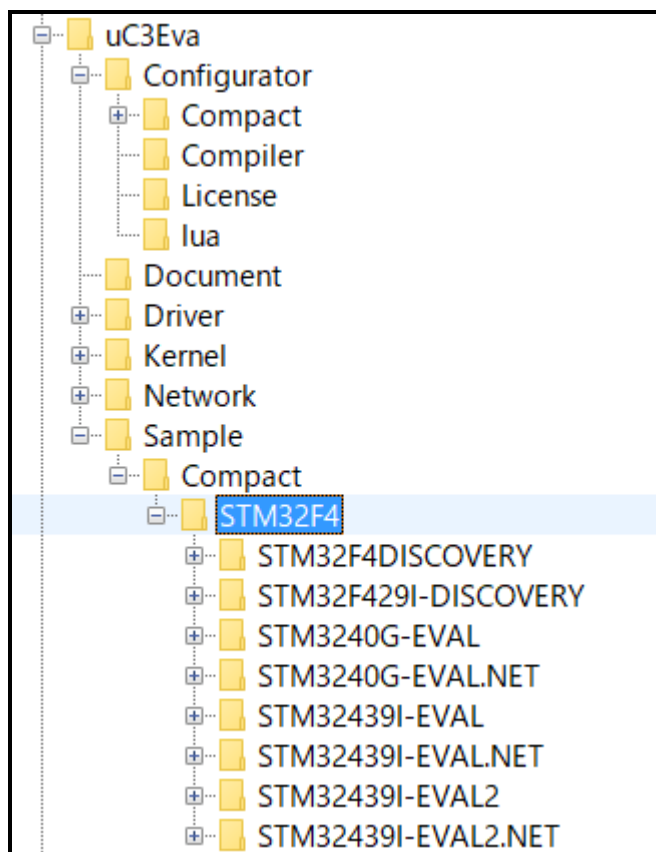 uC3Eva
Configurator
Compact
Compiler
License
lua
Document
Driver
Kernel
Network
Sample
Compact
STM32F4
STM32F4DISCOVERY
STM32F429I-DISCOVERY
STM3240G-EVAL
STM3240G-EVAL.NET
STM32439I-EVAL
STM32439I-EVAL.NET
STM32439I-EVAL2
STM32439I-EVAL2.NET